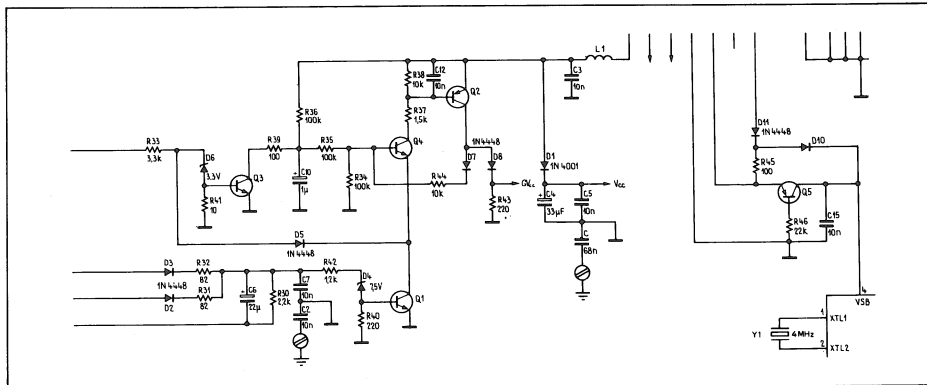 L1
R38
10k
C12
10n
Q2
C3
10n
R36
100k
R37
1,5k
D11
1N4448
D10
R33
3,3k
D6
3,3V
R39
100
R35
100k
Q4
1N4448
D7
D8
D1
1N4001
R45
100
Q3
C10
1µ
R34
100k
R44
10k
Vcc
R41
10
R43
220
C4
33µF
C5
10n
Q5
R46
22k
C15
10n
D5
1N4448
C
68n
D3
R32
82
R42
1,2k
D4
7,5V
1N4448
R31
82
D2
C6
22µ
R30
2,2k
C7
10n
C2
10n
Q1
R40
220
4
VSB
1
XTL1
Y1
4MHz
2
XTL2